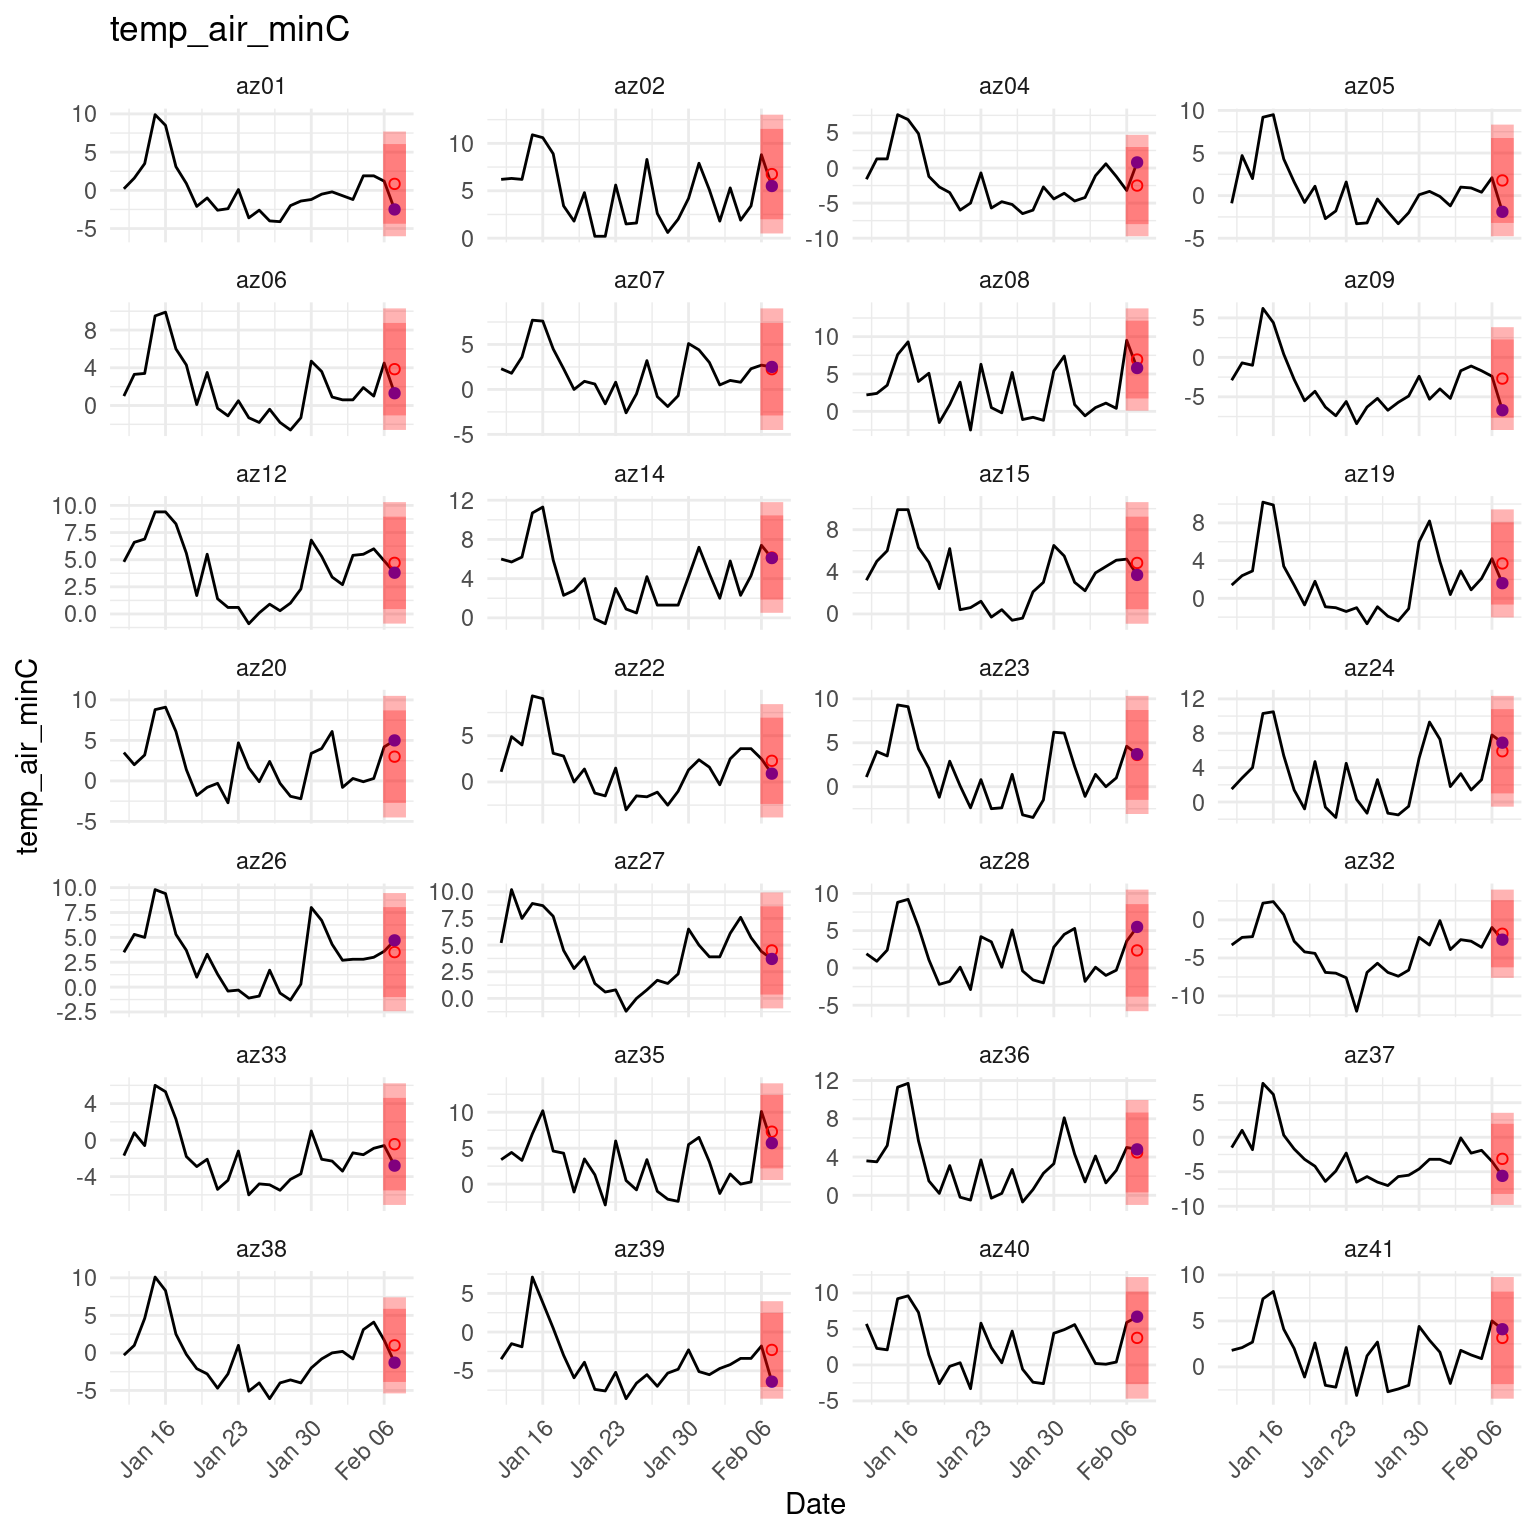 temp_air_minC
az01 az02 az04 az05
10 5 0 -5
10 5 0
5 0 -5 -10
10 5 0 -5
az06 az07 az08 az09
8 4 0
5 0 -5
10 5 0
5 0 -5
az12 az14 az15 az19
10.0 7.5 5.0 2.5 0.0
12 8 4 0
8 4 0
8 4 0
az20 az22 az23 az24
10 5 0 -5
5 0
10 5 0
12 8 4 0
az26 az27 az28 az32
10.0 7.5 5.0 2.5 0.0 -2.5
10.0 7.5 5.0 2.5 0.0
10 5 0 -5
0 -5 -10
az33 az35 az36 az37
4 0 -4
10 5 0
12 8 4 0
5 0 -5 -10
az38 az39 az40 az41
10 5 0 -5
5 0 -5
10 5 0 -5
10 5 0
Jan 16 Jan 23 Jan 30 Feb 06
Jan 16 Jan 23 Jan 30 Feb 06
Jan 16 Jan 23 Jan 30 Feb 06
Jan 16 Jan 23 Jan 30 Feb 06
temp_air_minC
Date